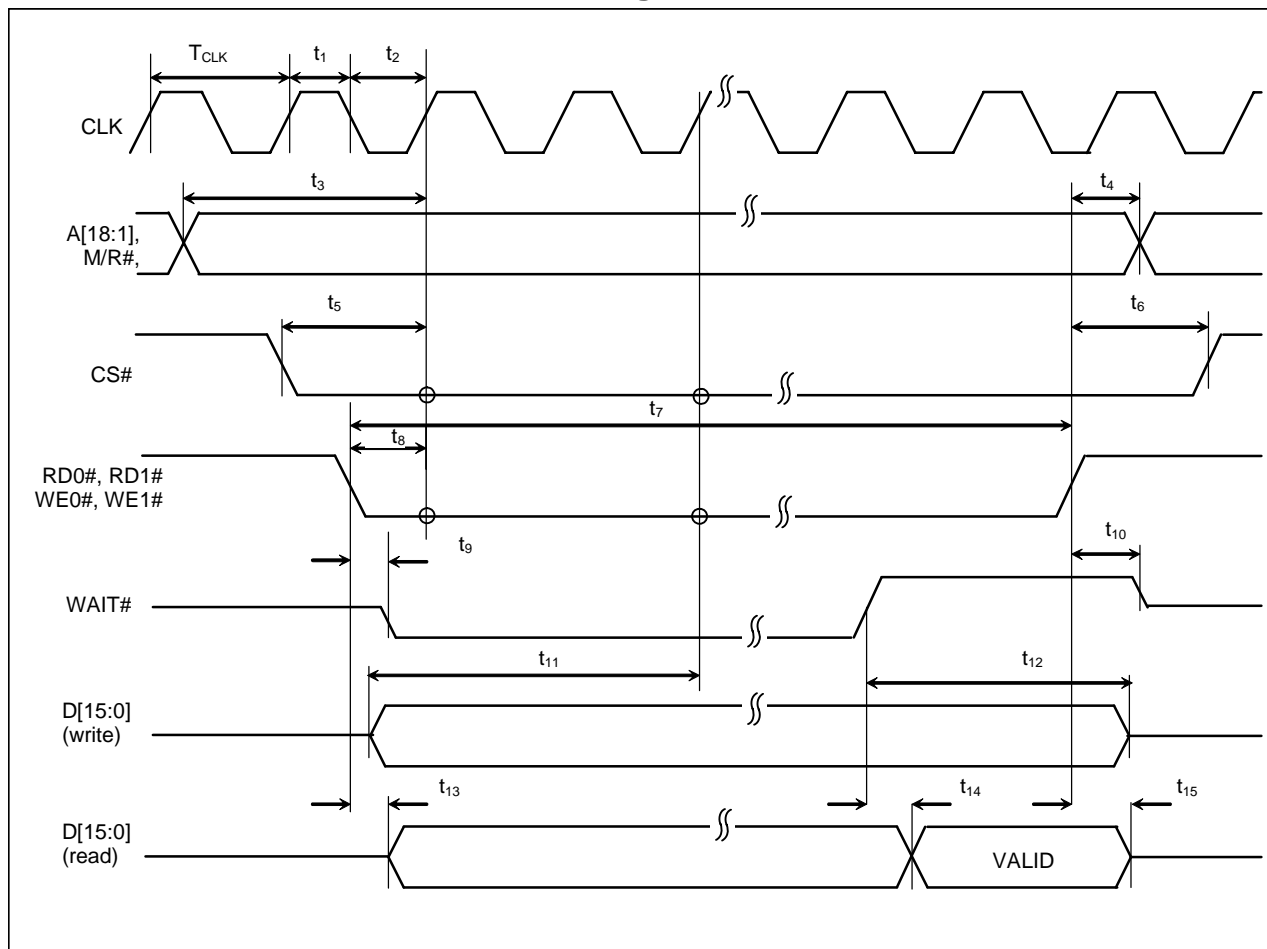 T_CLK t₁ t₂
CLK
t₃ t₄
A[18:1],
M/R#,
t₅ t₆
CS#
t₇
t₈
RD0#, RD1#
WE0#, WE1#
t₉ t₁₀
WAIT#
t₁₁ t₁₂
D[15:0]
(write)
t₁₃ t₁₄ t₁₅
D[15:0]
(read)
VALID